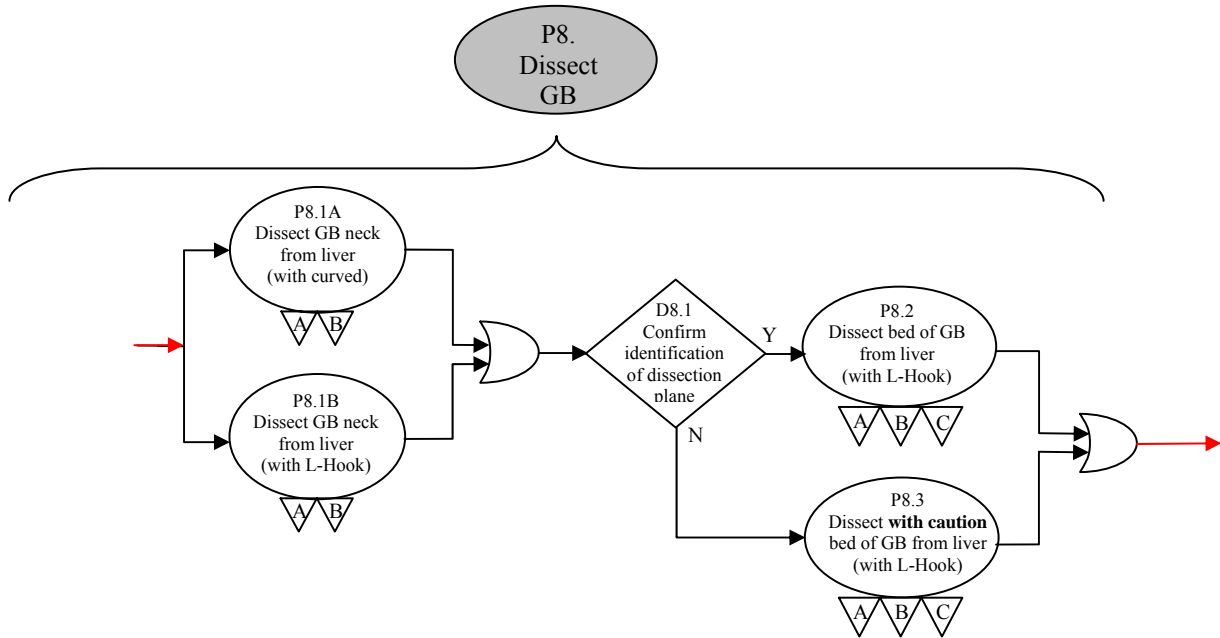 P8.
Dissect
GB
P8.1A
Dissect GB neck
from liver
(with curved)
A B
P8.1B
Dissect GB neck
from liver
(with L-Hook)
A B
D8.1
Confirm
identification
of dissection
plane
Y
N
P8.2
Dissect bed of GB
from liver
(with L-Hook)
A B C
P8.3
Dissect with caution
bed of GB from liver
(with L-Hook)
A B C